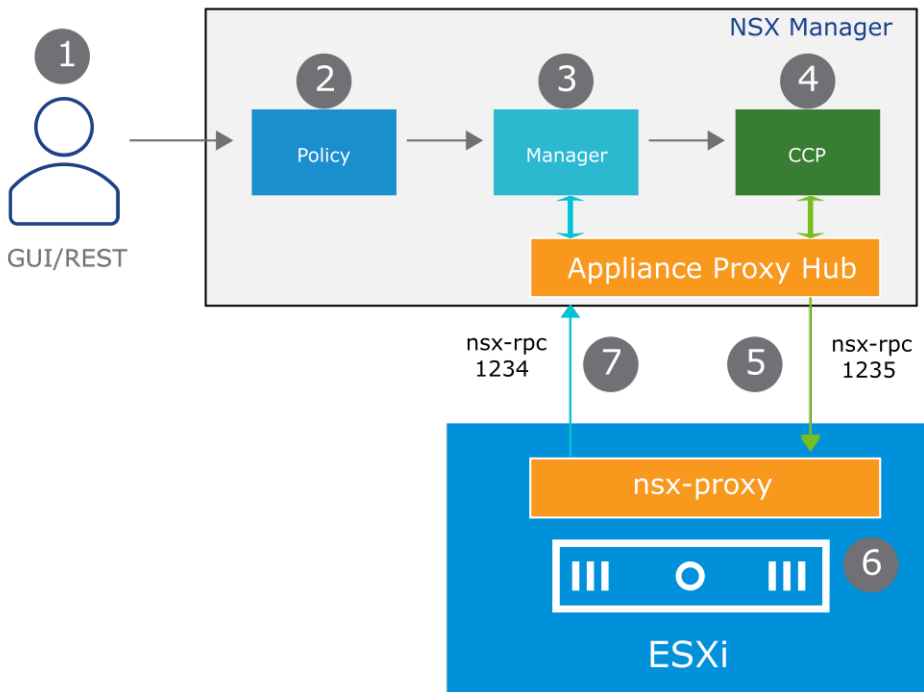 NSX Manager
1
2
3
4
Policy
Manager
CCP
GUI/REST
Appliance Proxy Hub
nsx-rpc
1234
7
5
nsx-rpc
1235
nsx-proxy
6
ESXi